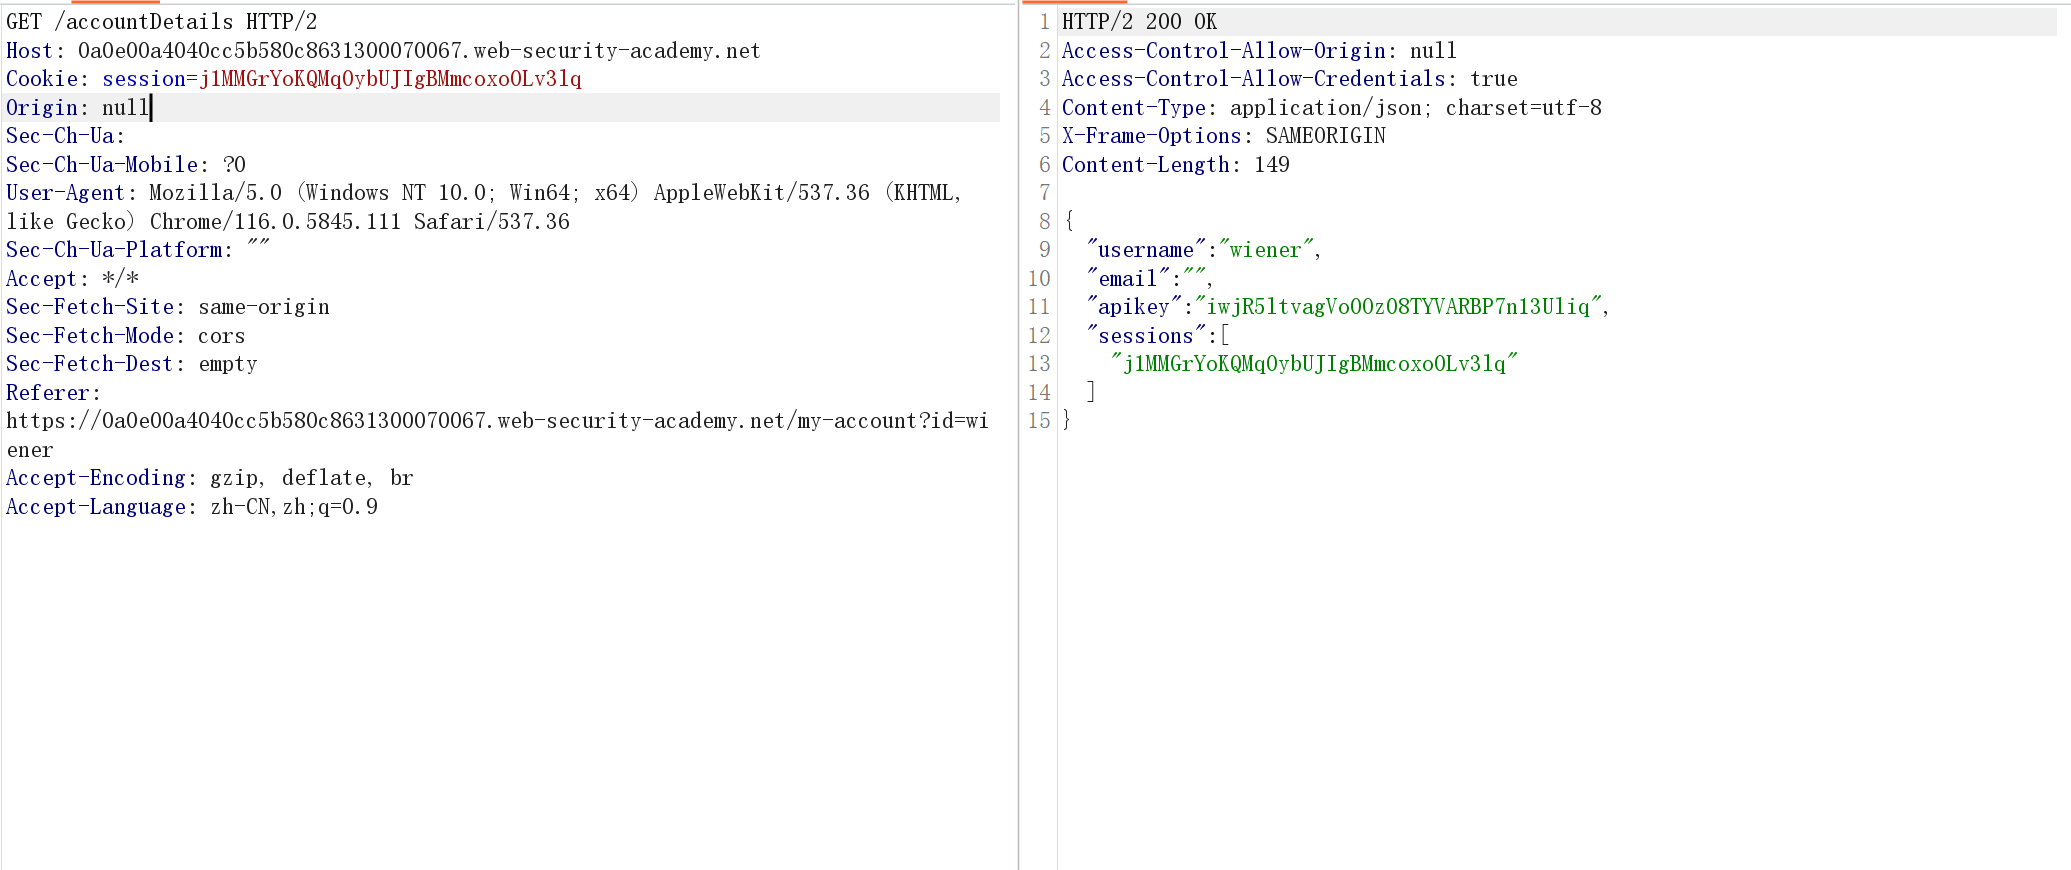 GET /accountDetails HTTP/2
Host: 0a0e00a4040cc5b580c8631300070067.web-security-academy.net
Cookie: session=j1MMGrYoKQMq0ybUJIgBMmcoxo0Lv3lq
Origin: null
Sec-Ch-Ua:
Sec-Ch-Ua-Mobile: ?0
User-Agent: Mozilla/5.0 (Windows NT 10.0; Win64; x64) AppleWebKit/537.36 (KHTML,
like Gecko) Chrome/116.0.5845.111 Safari/537.36
Sec-Ch-Ua-Platform: ""
Accept: */*
Sec-Fetch-Site: same-origin
Sec-Fetch-Mode: cors
Sec-Fetch-Dest: empty
Referer:
https://0a0e00a4040cc5b580c8631300070067.web-security-academy.net/my-account?id=wi
ener
Accept-Encoding: gzip, deflate, br
Accept-Language: zh-CN,zh;q=0.9
1 HTTP/2 200 OK
2 Access-Control-Allow-Origin: null
3 Access-Control-Allow-Credentials: true
4 Content-Type: application/json; charset=utf-8
5 X-Frame-Options: SAMEORIGIN
6 Content-Length: 149
7
8 {
9 "username":"wiener",
10 "email":"",
11 "apikey":"iwjR5ltvagVo00z08TYVARBP7n13Uliq",
12 "sessions":[
13 "j1MMGrYoKQMq0ybUJIgBMmcoxo0Lv3lq"
14 ]
15 }